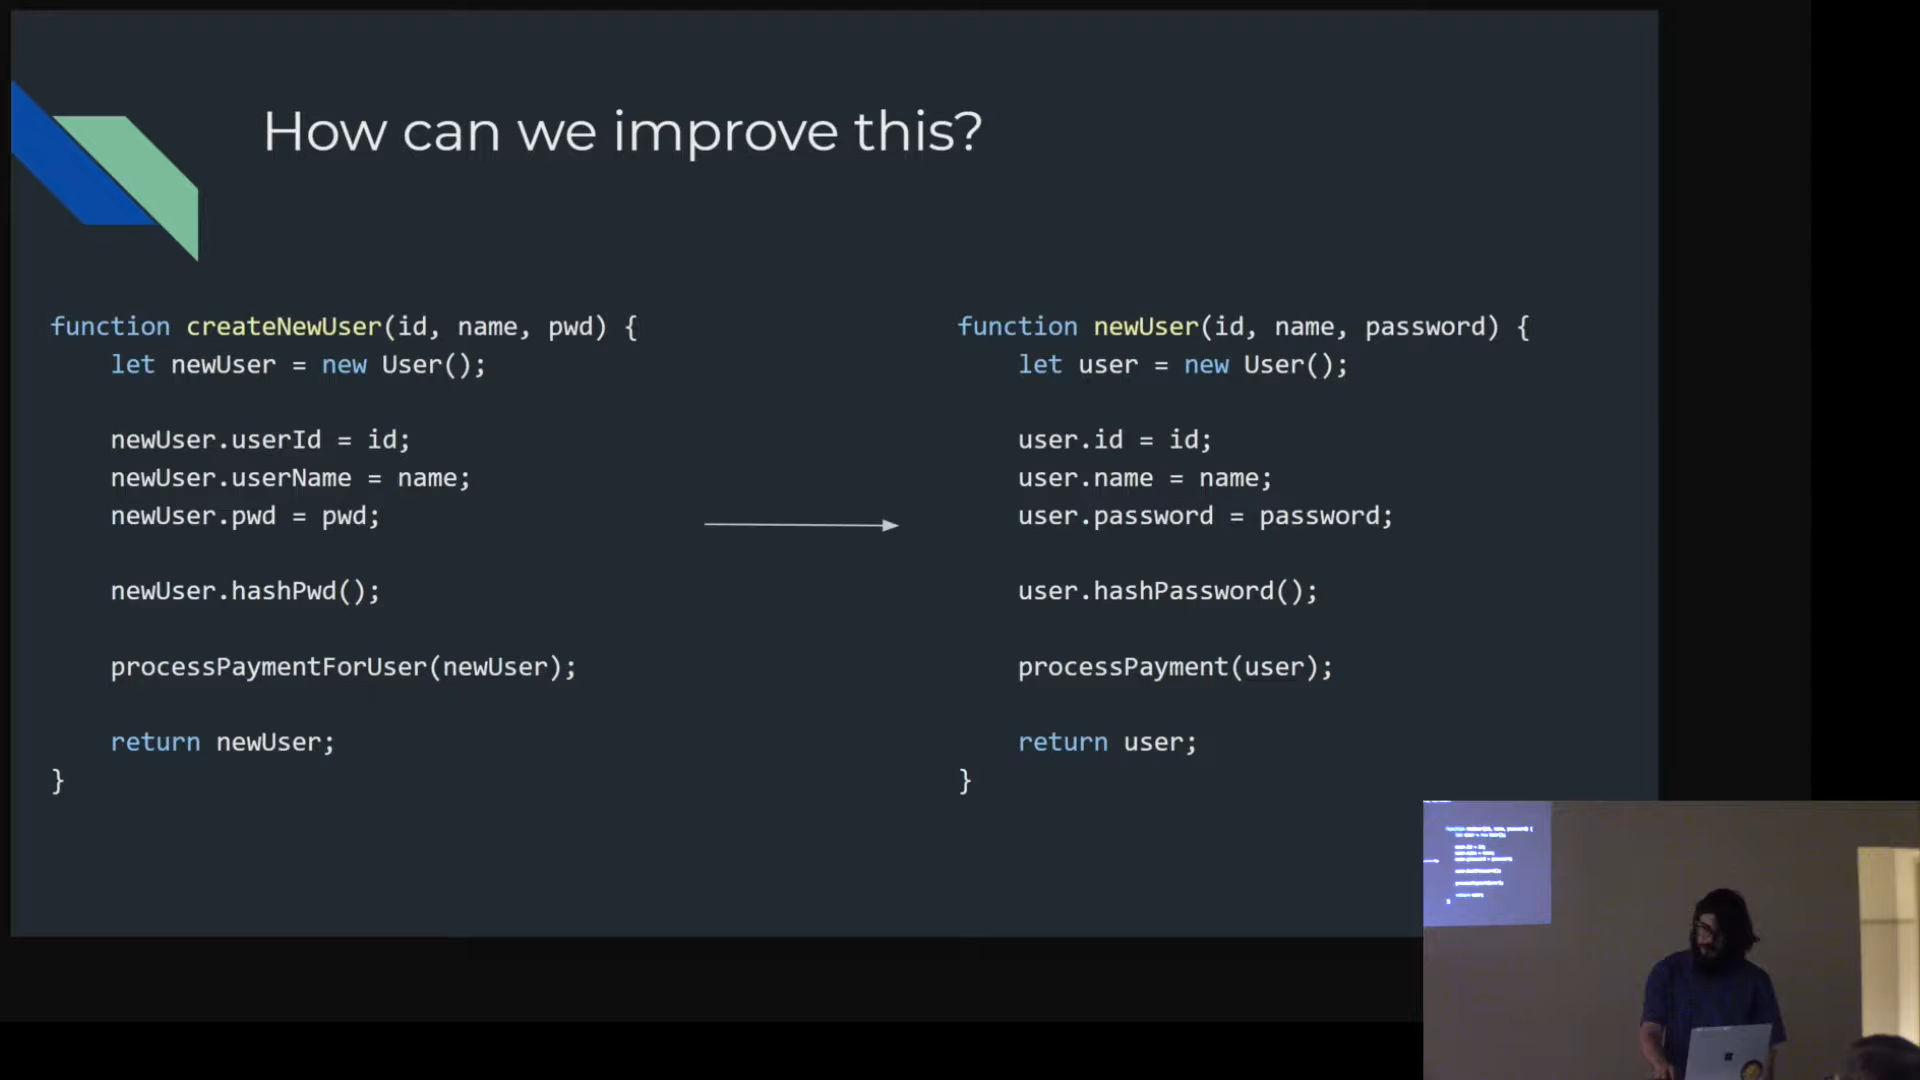 How can we improve this?
function createNewUser(id, name, pwd) {
let newUser = new User();
newUser.userId = id;
newUser.userName = name;
newUser.pwd = pwd;
newUser.hashPwd();
processPaymentForUser(newUser);
return newUser;
}
function newUser(id, name, password) {
let user = new User();
user.id = id;
user.name = name;
user.password = password;
user.hashPassword();
processPayment(user);
return user;
}